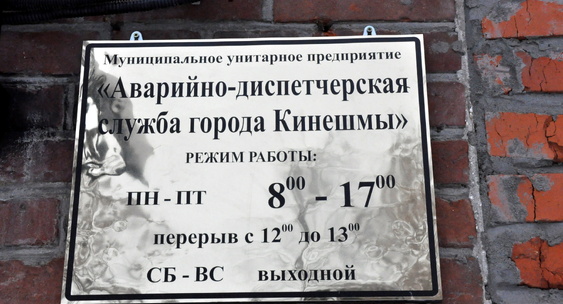 Муниципальное унитарное предприятие
«Аварийно-диспетчерская
служба города Кинешмы»
РЕЖИМ РАБОТЫ:
ПН - ПТ 8⁰⁰ - 17⁰⁰
перерыв с 12⁰⁰ до 13⁰⁰
СБ - ВС выходной